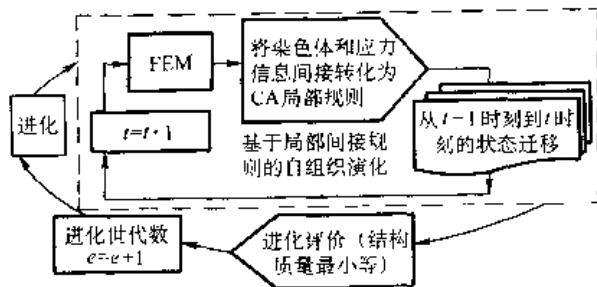 FEM
将染色体和应力
信息间接转化为
CA局部规则
进化
t=t+1
从t-1时刻到t时
刻的状态迁移
基于局部间接规
则的自组织演化
进化世代数
e=e+1
进化评价（结构
质量最小等）